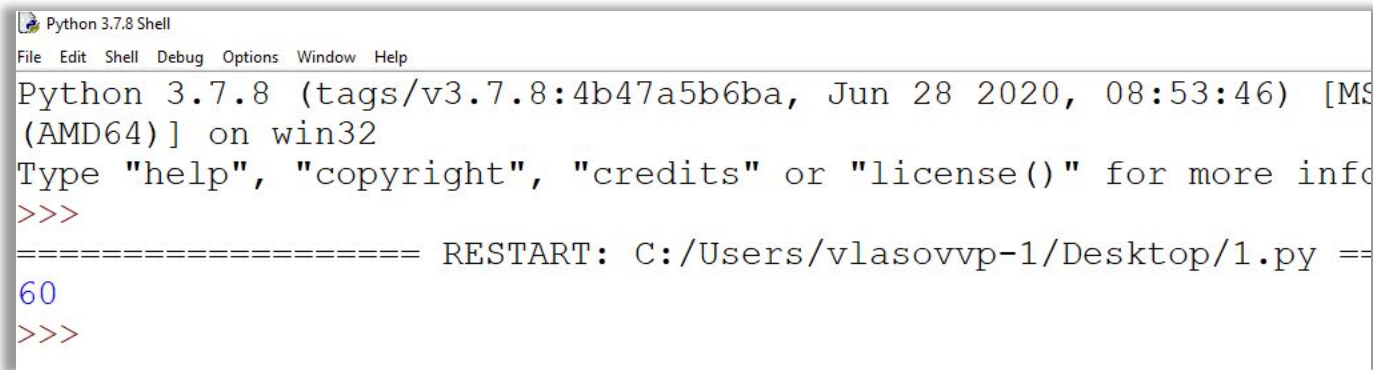 Python 3.7.8 Shell
File Edit Shell Debug Options Window Help
Python 3.7.8 (tags/v3.7.8:4b47a5b6ba, Jun 28 2020, 08:53:46) [MS
(AMD64)] on win32
Type "help", "copyright", "credits" or "license()" for more info
>>>
=================== RESTART: C:/Users/vlasovvp-1/Desktop/1.py ==
60
>>>